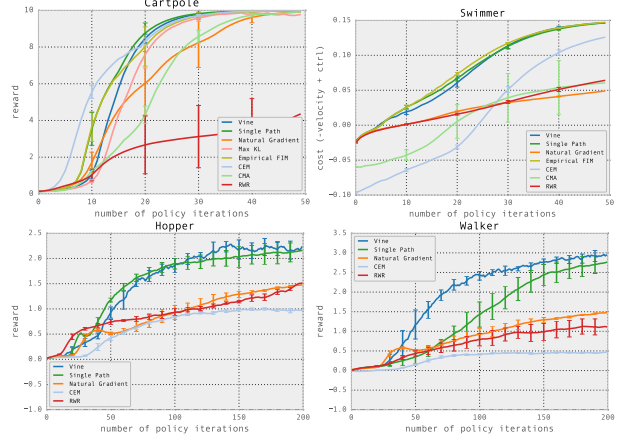 Cartpole
10
8
6
4
2
0
reward
0 10 20 30 40 50
number of policy iterations
Vine
Single Path
Natural Gradient
Max KL
Empirical FIM
CEM
CMA
RWR
Swimmer
0.15
0.10
0.05
0.00
−0.05
−0.10
cost (-velocity + ctrl)
0 10 20 30 40 50
number of policy iterations
Vine
Single Path
Natural Gradient
Empirical FIM
CEM
CMA
RWR
Hopper
2.5
2.0
1.5
1.0
0.5
0.0
−0.5
−1.0
reward
0 50 100 150 200
number of policy iterations
Vine
Single Path
Natural Gradient
CEM
RWR
Walker
3.5
3.0
2.5
2.0
1.5
1.0
0.5
0.0
−0.5
−1.0
reward
0 50 100 150 200
number of policy iterations
Vine
Single Path
Natural Gradient
CEM
RWR